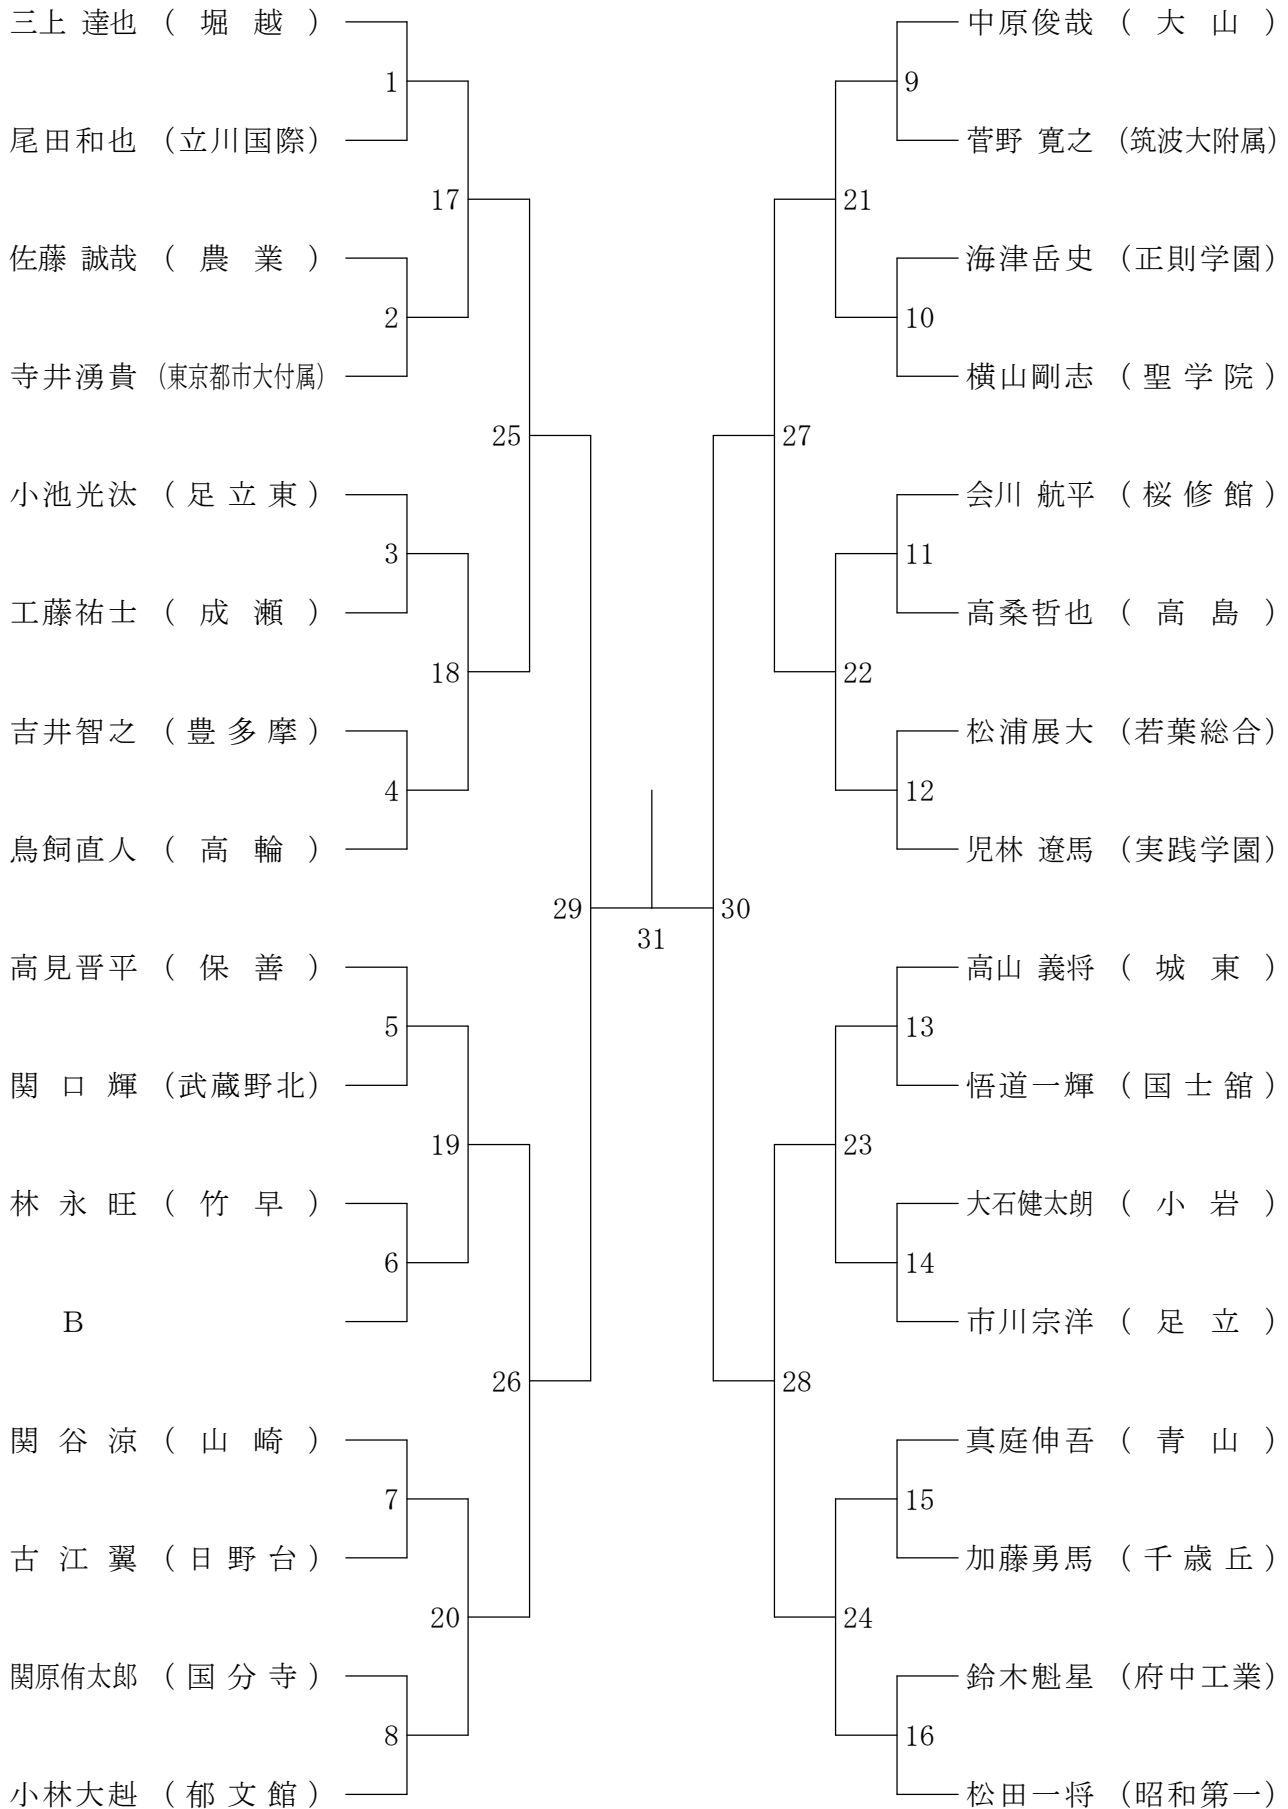 三上 達也 （ 堀 越 ）
1
尾田和也 （立川国際）
17
佐藤 誠哉 （ 農 業 ）
2
寺井湧貴 （東京都市大付属）
25
小池光汰 （ 足 立 東 ）
3
工藤祐士 （ 成 瀬 ）
18
吉井智之 （ 豊 多 摩 ）
4
鳥飼直人 （ 高 輪 ）
29
高見晋平 （ 保 善 ）
5
関 口 輝 （武蔵野北）
19
林 永 旺 （ 竹 早 ）
6
B
26
関 谷 涼 （ 山 崎 ）
7
古 江 翼 （ 日 野 台 ）
20
関原侑太郎 （ 国 分 寺 ）
8
小林大赳 （ 郁 文 館 ）
31
中原俊哉 （ 大 山 ）
9
菅野 寛之 （筑波大附属）
21
海津岳史 （正則学園）
10
横山剛志 （ 聖 学 院 ）
27
会川 航平 （ 桜 修 館 ）
11
高桑哲也 （ 高 島 ）
22
松浦展大 （若葉総合）
12
児林 遼馬 （実践学園）
30
高山 義将 （ 城 東 ）
13
悟道一輝 （ 国 士 舘 ）
23
大石健太朗 （ 小 岩 ）
14
市川宗洋 （ 足 立 ）
28
真庭伸吾 （ 青 山 ）
15
加藤勇馬 （ 千 歳 丘 ）
24
鈴木魁星 （府中工業）
16
松田一将 （昭和第一）